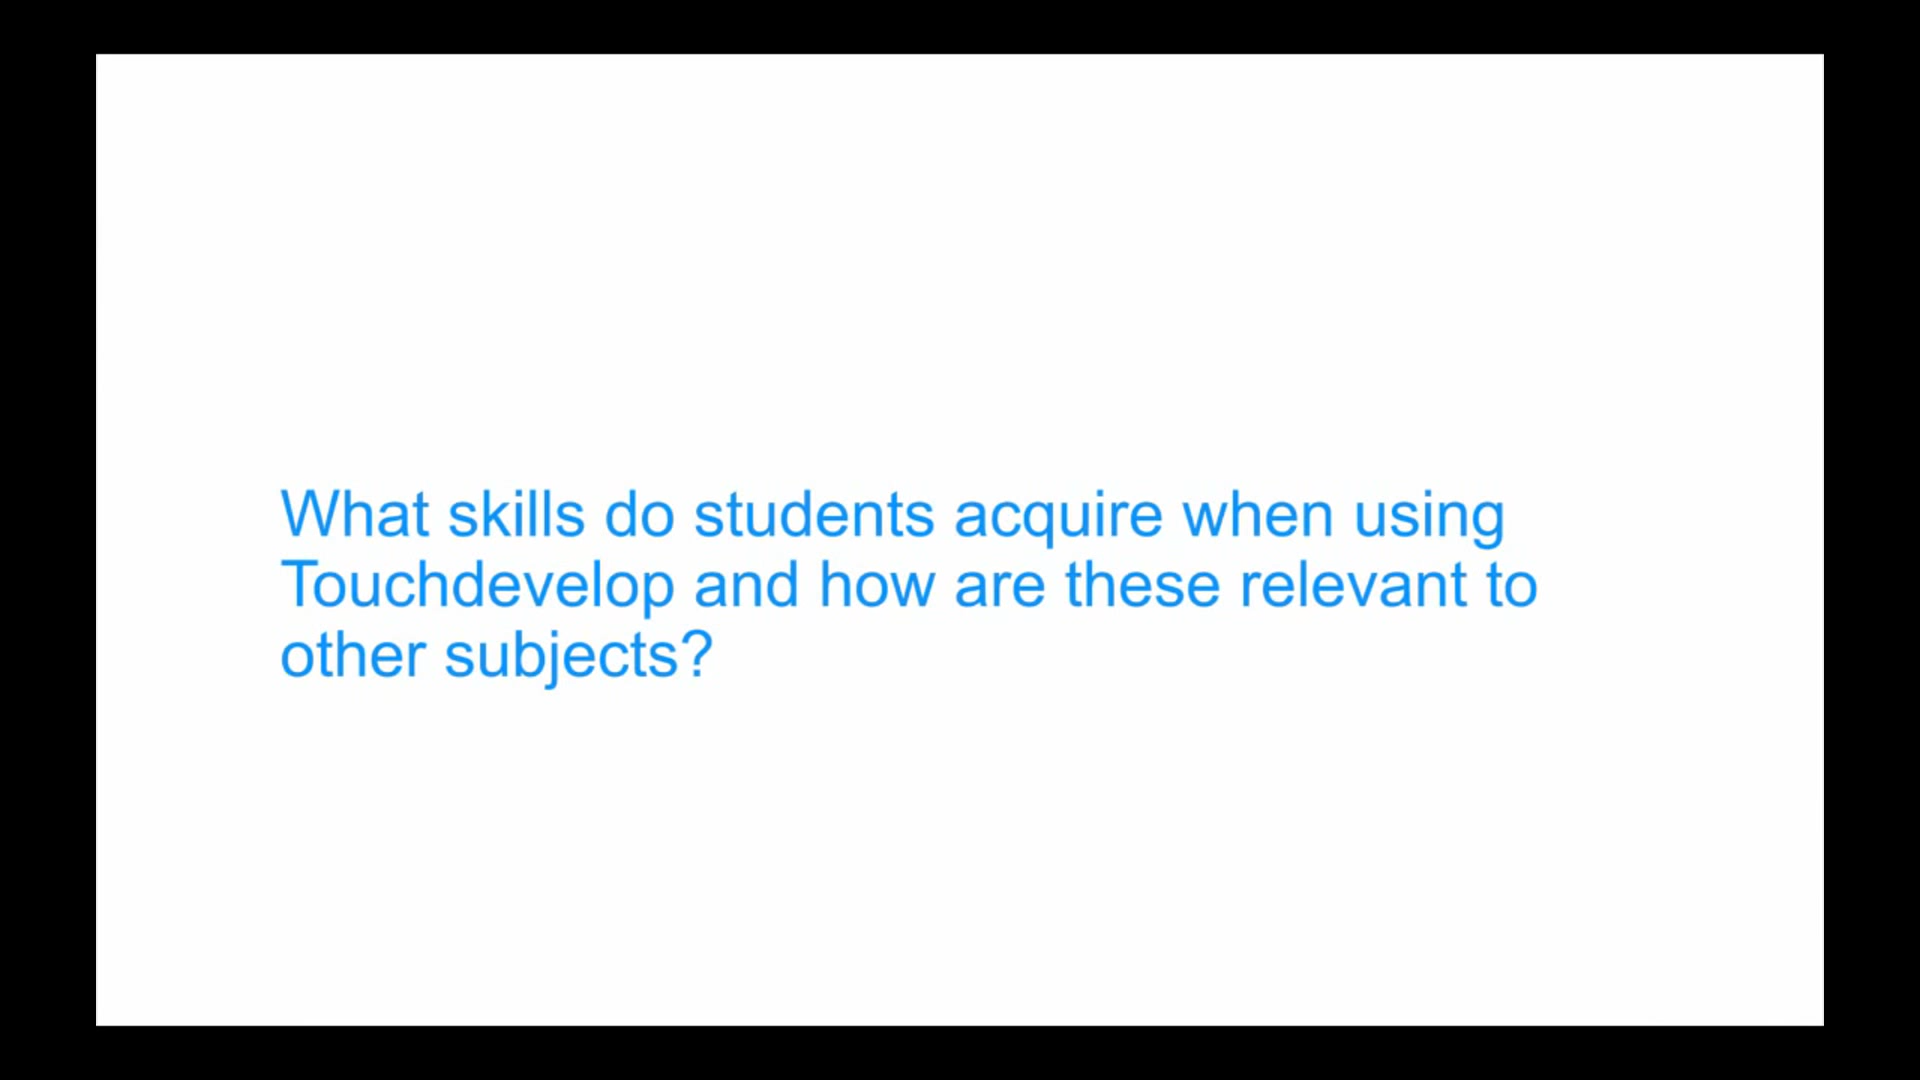 What skills do students acquire when using
Touchdevelop and how are these relevant to
other subjects?